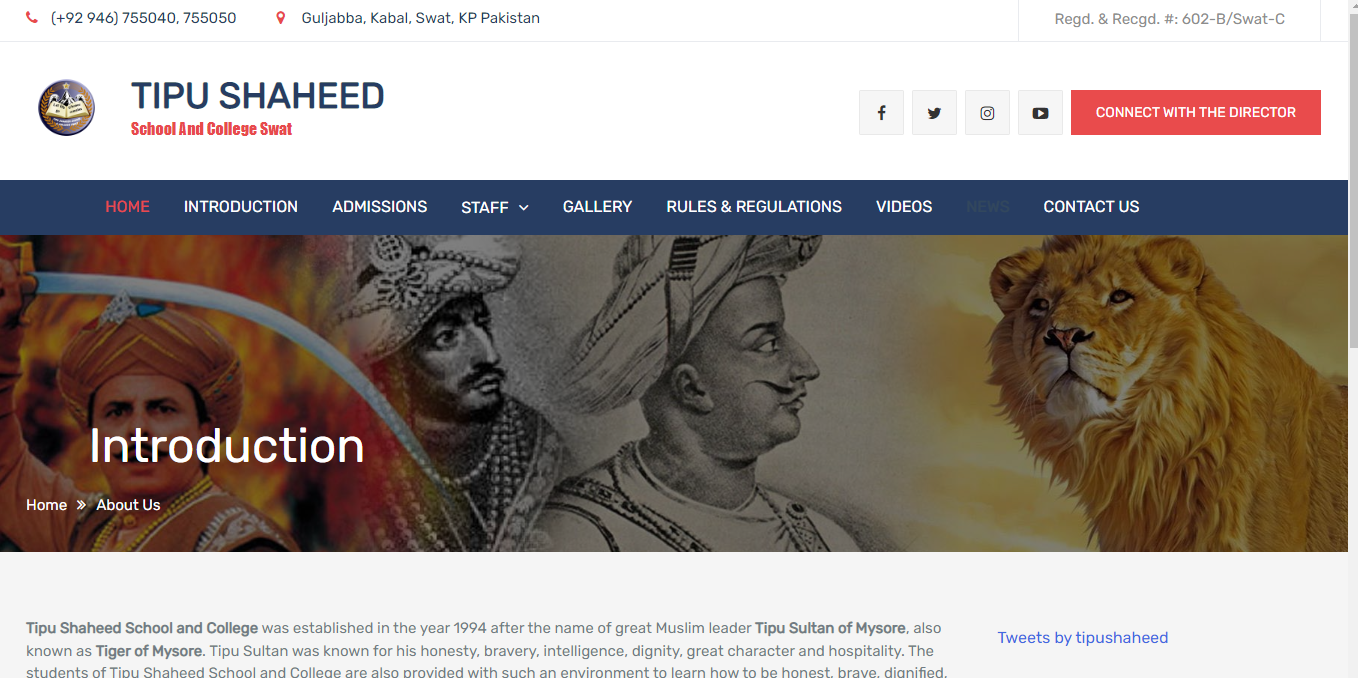 (+92 946) 755040, 755050 Guljabba, Kabal, Swat, KP Pakistan Regd. & Recgd. #: 602-B/Swat-C
TIPU SHAHEED
School And College Swat
CONNECT WITH THE DIRECTOR
HOME INTRODUCTION ADMISSIONS STAFF GALLERY RULES & REGULATIONS VIDEOS NEWS CONTACT US
Introduction
Home » About Us
Tipu Shaheed School and College was established in the year 1994 after the name of great Muslim leader Tipu Sultan of Mysore, also
known as Tiger of Mysore. Tipu Sultan was known for his honesty, bravery, intelligence, dignity, great character and hospitality. The
students of Tipu Shaheed School and College are also provided with such an environment to learn how to be honest, brave, dignified,
Tweets by tipushaheed